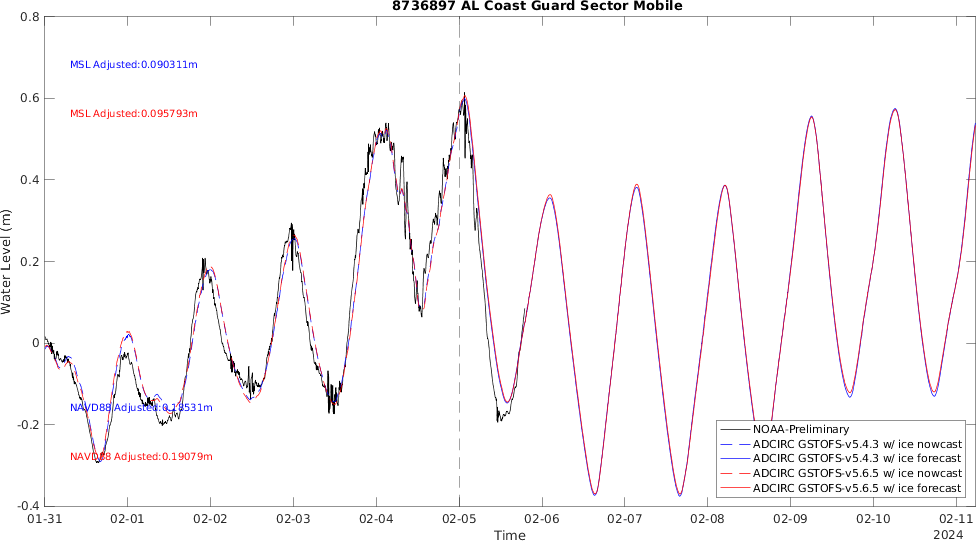 8736897 AL Coast Guard Sector Mobile
0.8
0.6
0.4
0.2
0
-0.2
-0.4
Water Level (m)
MSL Adjusted:0.090311m
MSL Adjusted:0.095793m
NAVD88 Adjusted:0.18531m
NAVD88 Adjusted:0.19079m
NOAA-Preliminary
ADCIRC GSTOFS-v5.4.3 w/ ice nowcast
ADCIRC GSTOFS-v5.4.3 w/ ice forecast
ADCIRC GSTOFS-v5.6.5 w/ ice nowcast
ADCIRC GSTOFS-v5.6.5 w/ ice forecast
01-31 02-01 02-02 02-03 02-04 02-05 02-06 02-07 02-08 02-09 02-10 02-11
Time
2024